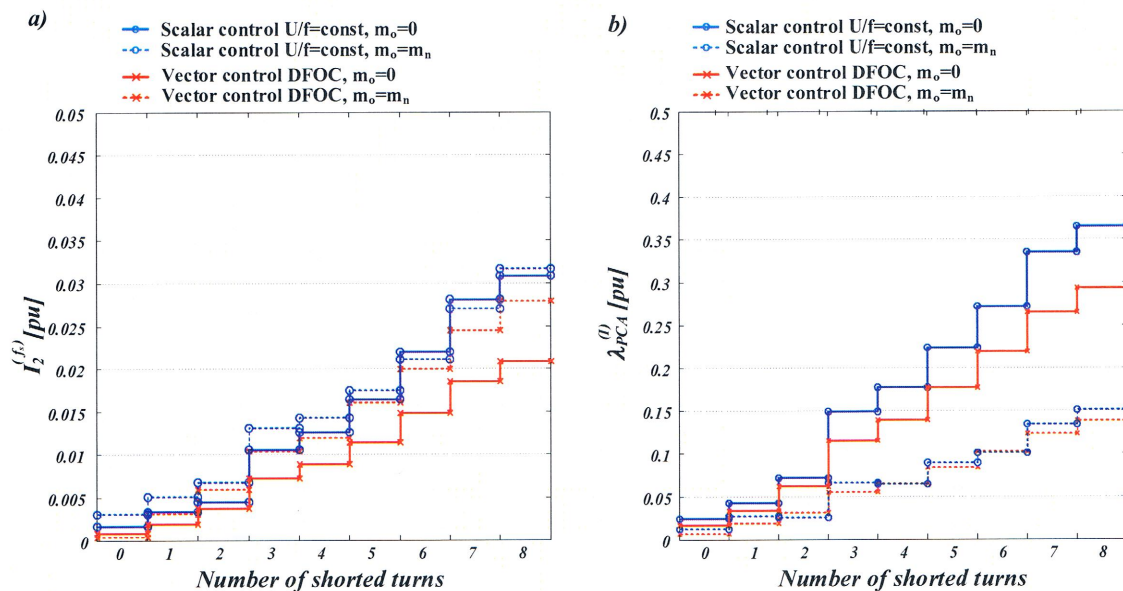 a)
Scalar control U/f=const, mo=0
Scalar control U/f=const, mo=mn
Vector control DFOC, mo=0
Vector control DFOC, mo=mn
0.05
0.045
0.04
0.035
0.03
0.025
0.02
0.015
0.01
0.005
0
I2(fs) [pu]
0 1 2 3 4 5 6 7 8
Number of shorted turns
b)
Scalar control U/f=const, mo=0
Scalar control U/f=const, mo=mn
Vector control DFOC, mo=0
Vector control DFOC, mo=mn
0.5
0.45
0.4
0.35
0.3
0.25
0.2
0.15
0.1
0.05
0
λPCA(I) [pu]
0 1 2 3 4 5 6 7 8
Number of shorted turns